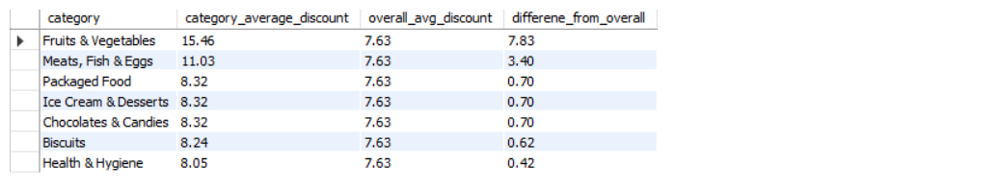 category category_average_discount overall_avg_discount differene_from_overall
Fruits & Vegetables 15.46 7.63 7.83
Meats, Fish & Eggs 11.03 7.63 3.40
Packaged Food 8.32 7.63 0.70
Ice Cream & Desserts 8.32 7.63 0.70
Chocolates & Candies 8.32 7.63 0.70
Biscuits 8.24 7.63 0.62
Health & Hygiene 8.05 7.63 0.42